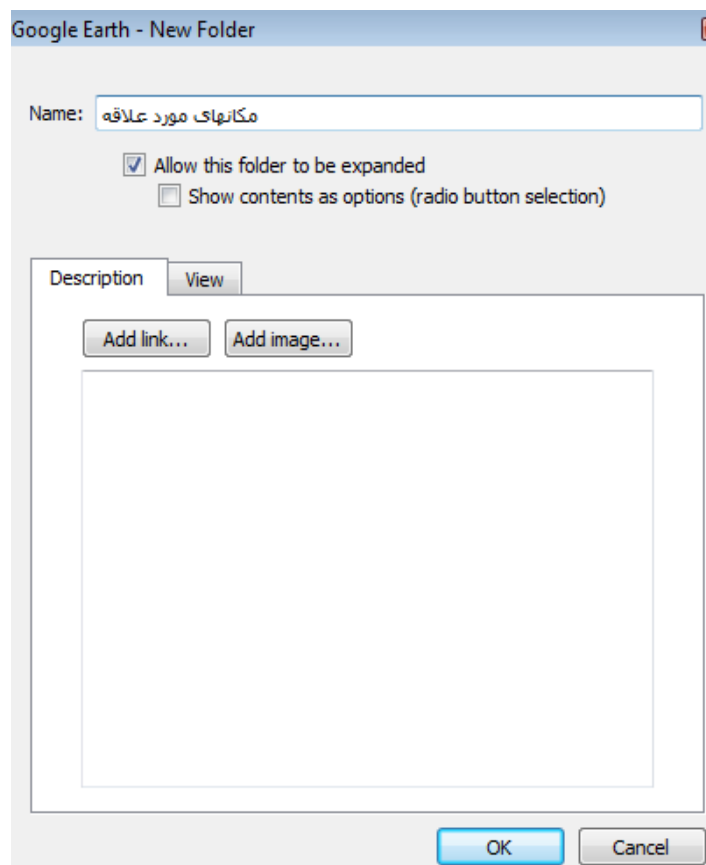 Google Earth - New Folder
Name: مکانهای مورد علاقه
Allow this folder to be expanded
Show contents as options (radio button selection)
Description View
Add link... Add image...
OK Cancel